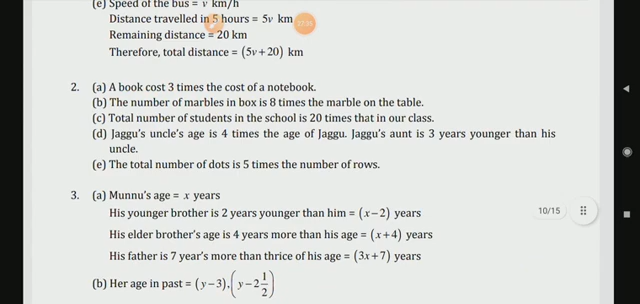 (e) Speed of the bus = v km/h
Distance travelled in 5 hours = 5v km
Remaining distance = 20 km
Therefore, total distance = (5v+20) km
2. (a) A book cost 3 times the cost of a notebook.
(b) The number of marbles in box is 8 times the marble on the table.
(c) Total number of students in the school is 20 times that in our class.
(d) Jaggu's uncle's age is 4 times the age of Jaggu. Jaggu's aunt is 3 years younger than his
uncle.
(e) The total number of dots is 5 times the number of rows.
3. (a) Munnu's age = x years
His younger brother is 2 years younger than him = (x−2) years
His elder brother's age is 4 years more than his age = (x+4) years
10/15
His father is 7 year's more than thrice of his age = (3x+7) years
(b) Her age in past = (y−3), (y−2 1/2)